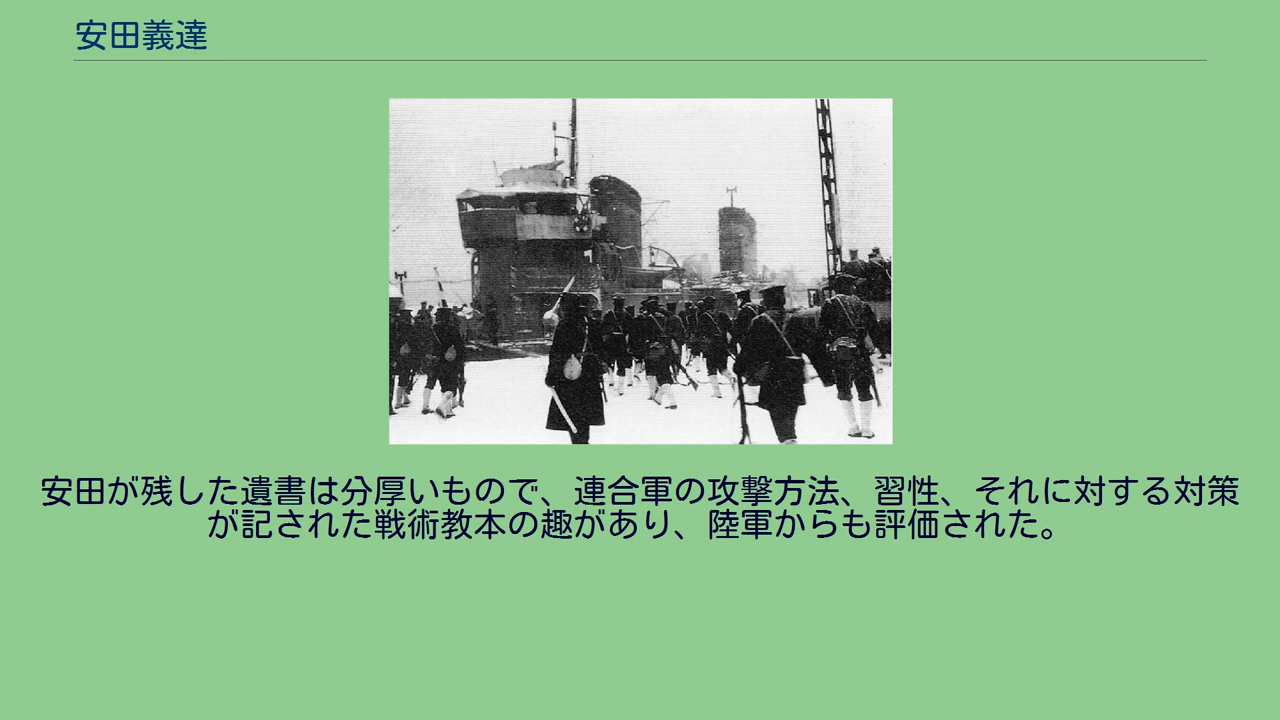 安田義達
安田が残した遺書は分厚いもので、連合軍の攻撃方法、習性、それに対する対策
が記された戦術教本の趣があり、陸軍からも評価された。